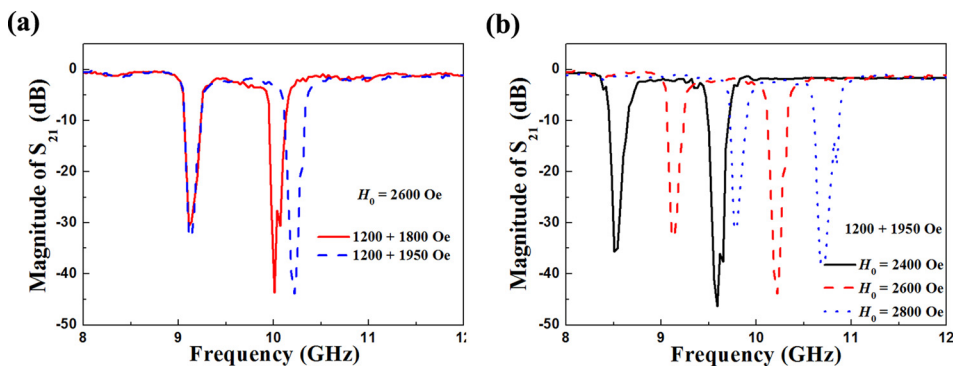 (a)
Magnitude of S21 (dB)
0
-10
-20
-30
-40
-50
H0 = 2600 Oe
1200 + 1800 Oe
1200 + 1950 Oe
8
9
10
11
12
Frequency (GHz)
(b)
Magnitude of S21 (dB)
0
-10
-20
-30
-40
-50
1200 + 1950 Oe
H0 = 2400 Oe
H0 = 2600 Oe
H0 = 2800 Oe
8
9
10
11
12
Frequency (GHz)